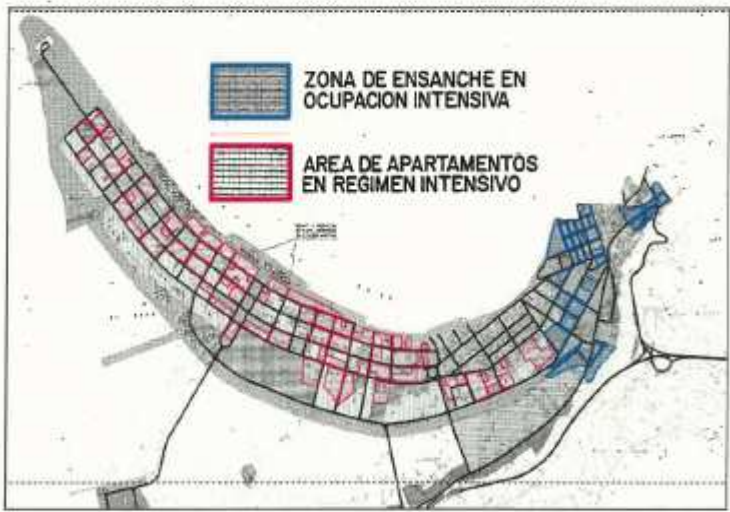 ZONA DE ENSANCHE EN
OCUPACION INTENSIVA
AREA DE APARTAMENTOS
EN REGIMEN INTENSIVO